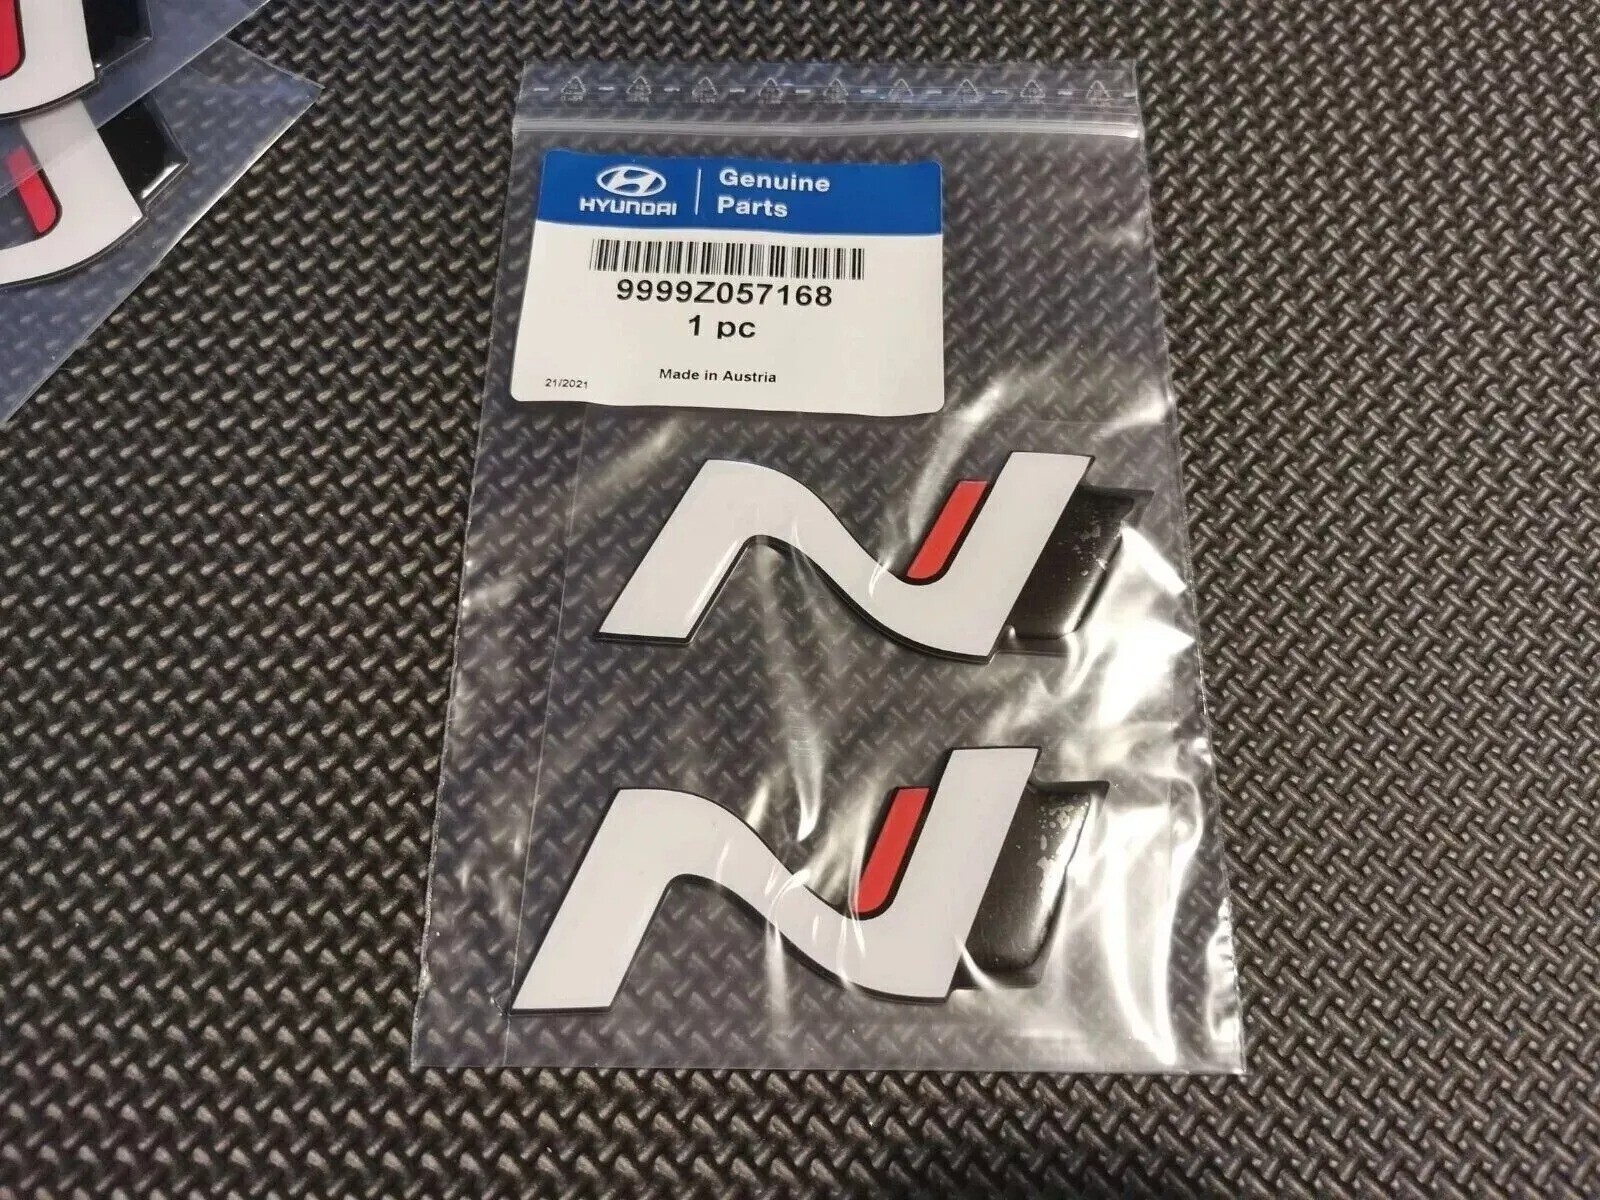 HYUNDAI
Genuine
Parts
9999Z057168
1 pc
Made in Austria
21/2021